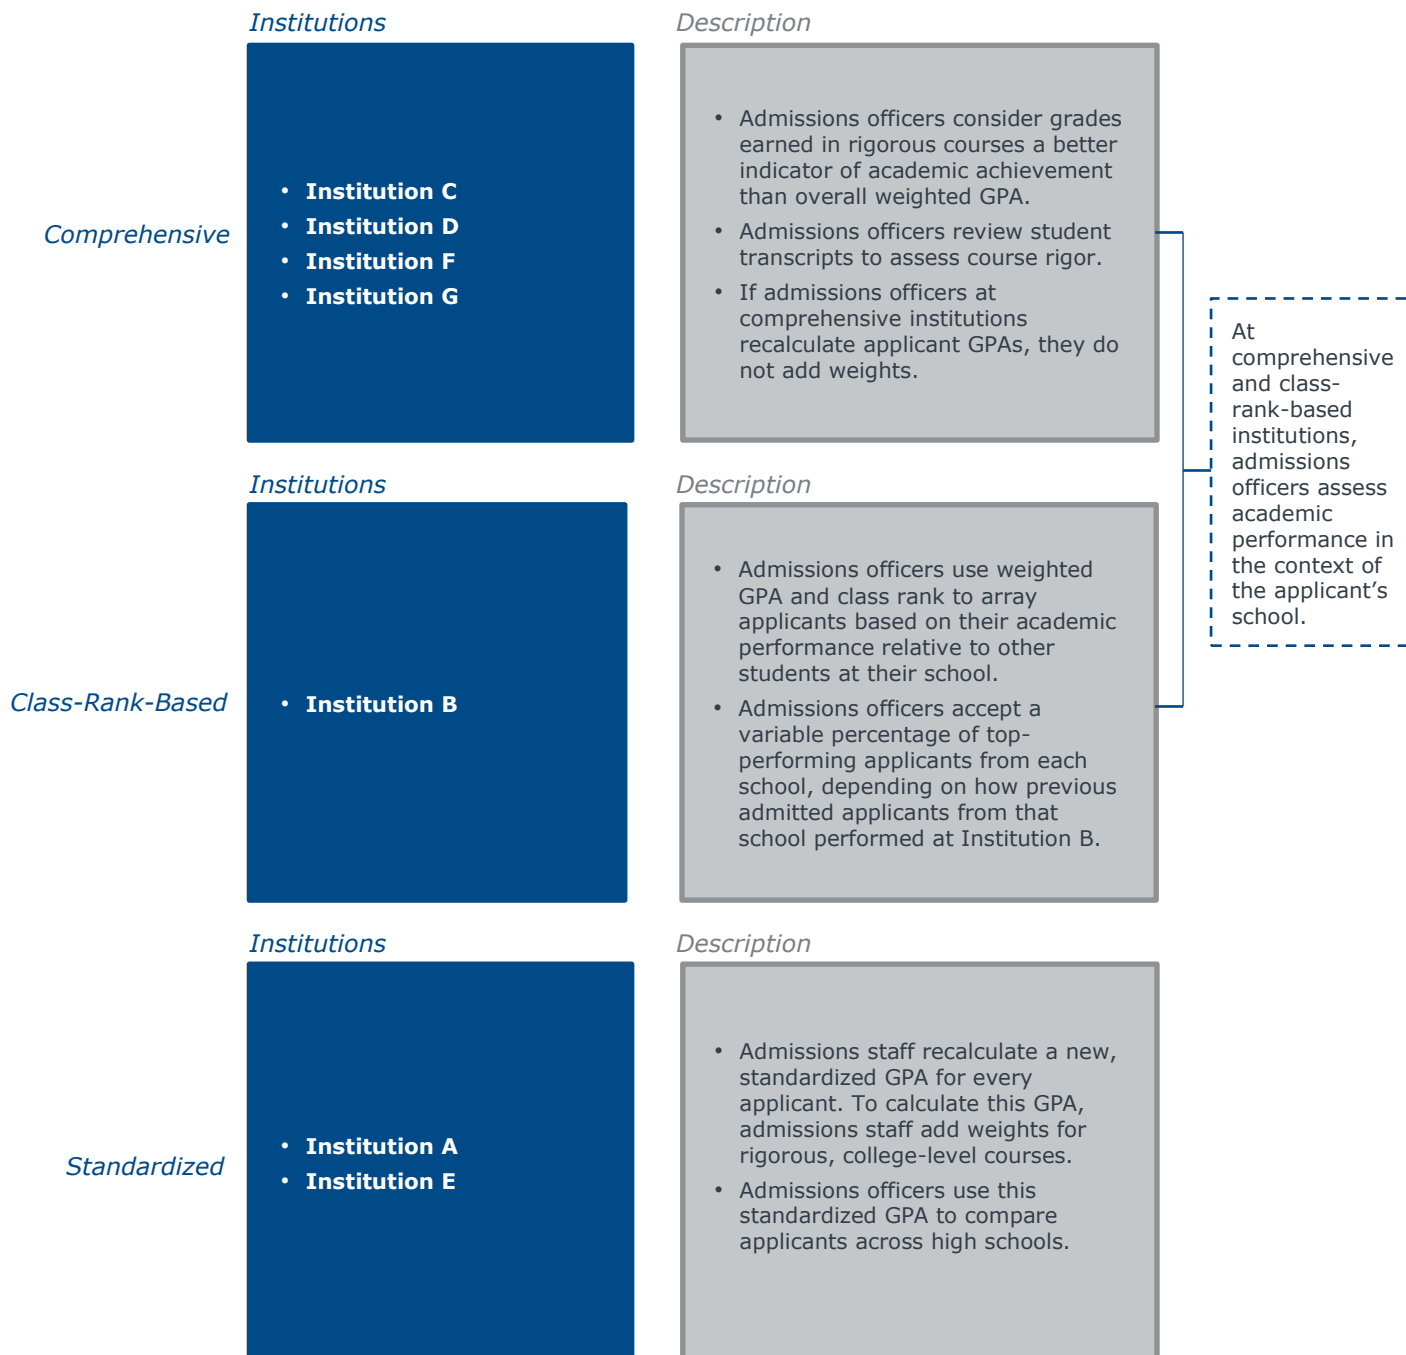 Institutions
Description
Comprehensive
• Institution C
• Institution D
• Institution F
• Institution G
• Admissions officers consider grades
earned in rigorous courses a better
indicator of academic achievement
than overall weighted GPA.
• Admissions officers review student
transcripts to assess course rigor.
• If admissions officers at
comprehensive institutions
recalculate applicant GPAs, they do
not add weights.
At
comprehensive
and class-
rank-based
institutions,
admissions
officers assess
academic
performance in
the context of
the applicant's
school.
Institutions
Description
Class-Rank-Based
• Institution B
• Admissions officers use weighted
GPA and class rank to array
applicants based on their academic
performance relative to other
students at their school.
• Admissions officers accept a
variable percentage of top-
performing applicants from each
school, depending on how previous
admitted applicants from that
school performed at Institution B.
Institutions
Description
Standardized
• Institution A
• Institution E
• Admissions staff recalculate a new,
standardized GPA for every
applicant. To calculate this GPA,
admissions staff add weights for
rigorous, college-level courses.
• Admissions officers use this
standardized GPA to compare
applicants across high schools.